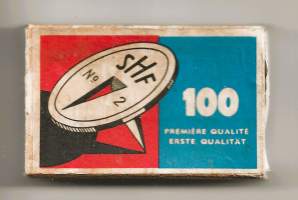 SHF
No 2
100
PREMIÈRE QUALITÉ
ERSTE QUALITÄT